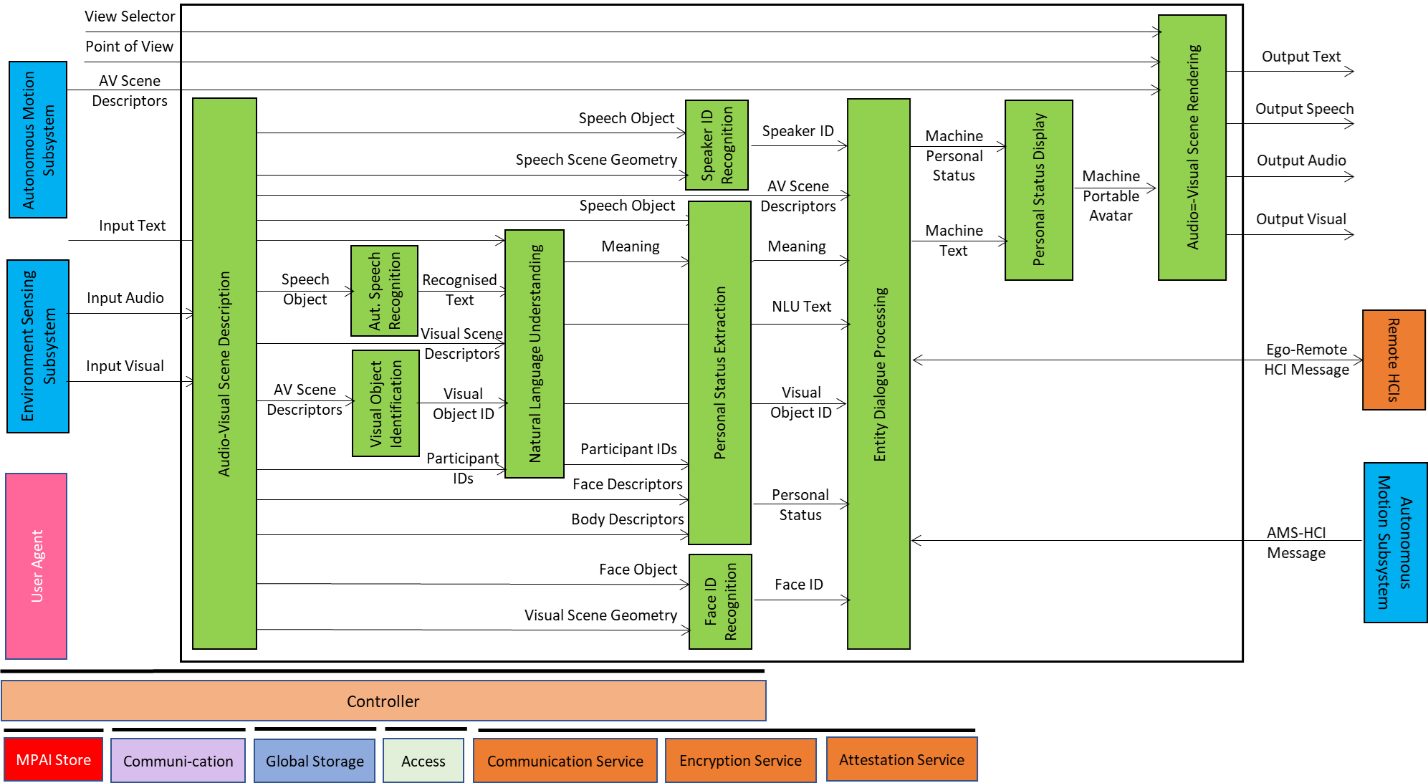 View Selector
Point of View
AV Scene
Descriptors
Autonomous Motion
Subsystem
Input Text
Environment Sensing
Subsystem
Input Audio
Input Visual
User Agent
Audio-Visual Scene Description
Speech
Object
Aut. Speech
Recognition
Recognised
Text
Visual Scene
Descriptors
AV Scene
Descriptors
Visual Object
Identification
Visual
Object ID
Participant
IDs
Natural Language Understanding
Speech Object
Speech Scene Geometry
Speaker ID
Recognition
Speaker ID
AV Scene
Descriptors
Speech Object
Meaning
Participant IDs
Face Descriptors
Body Descriptors
Personal Status Extraction
Meaning
NLU Text
Visual
Object ID
Personal
Status
Face Object
Visual Scene Geometry
Face ID
Recognition
Face ID
Entity Dialogue Processing
Machine
Personal
Status
Machine
Text
Personal Status Display
Machine
Portable
Avatar
Audio=-Visual Scene Rendering
Output Text
Output Speech
Output Audio
Output Visual
Ego-Remote
HCI Message
Remote HCIs
AMS-HCI
Message
Autonomous
Motion Subsystem
Controller
MPAI Store
Communi-cation
Global Storage
Access
Communication Service
Encryption Service
Attestation Service